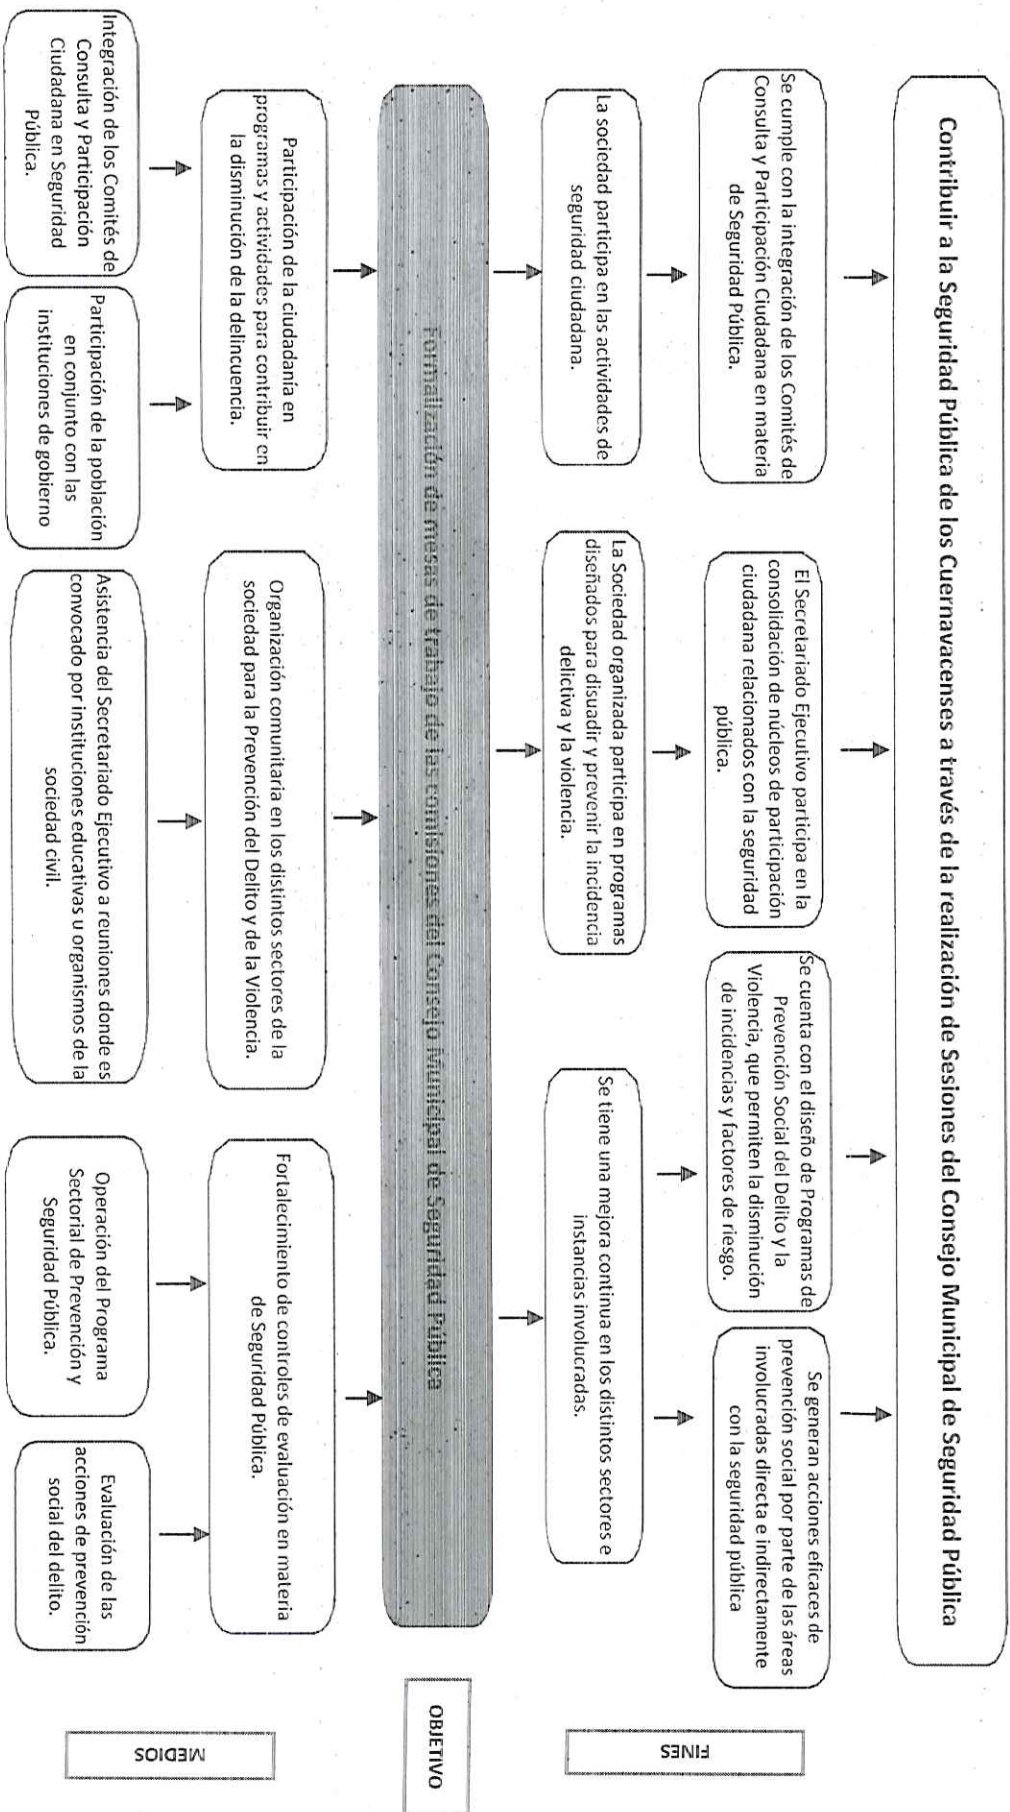 Contribuir a la Seguridad Pública de los Cuernavacenses a través de la realización de Sesiones del Consejo Municipal de Seguridad Pública
Se cumple con la integración de los Comités de
Consulta y Participación Ciudadana en materia
de Seguridad Pública.
El Secretariado Ejecutivo participa en la
consolidación de núcleos de participación
ciudadana relacionados con la seguridad
pública.
Se cuenta con el diseño de Programas de
Prevención Social del Delito y la
Violencia, que permiten la disminución
de incidencias y factores de riesgo.
Se generan acciones eficaces de
prevención social por parte de las áreas
involucradas directa e indirectamente
con la seguridad pública
FINES
La sociedad participa en las actividades de
seguridad ciudadana.
La Sociedad organizada participa en programas
diseñados para disuadir y prevenir la incidencia
delictiva y la violencia.
Se tiene una mejora continua en los distintos sectores e
instancias involucradas.
Formalización de mesas de trabajo de las comisiones del Consejo Municipal de Seguridad Pública
OBJETIVO
Participación de la ciudadanía en
programas y actividades para contribuir en
la disminución de la delincuencia.
Organización comunitaria en los distintos sectores de la
sociedad para la Prevención del Delito y de la Violencia.
Fortalecimiento de controles de evaluación en materia
de Seguridad Pública.
MEDIOS
Integración de los Comités de
Consulta y Participación
Ciudadana en Seguridad
Pública.
Participación de la población
en conjunto con las
instituciones de gobierno
Asistencia del Secretariado Ejecutivo a reuniones donde es
convocado por instituciones educativas u organismos de la
sociedad civil.
Operación del Programa
Sectorial de Prevención y
Seguridad Pública.
Evaluación de las
acciones de prevención
social del delito.